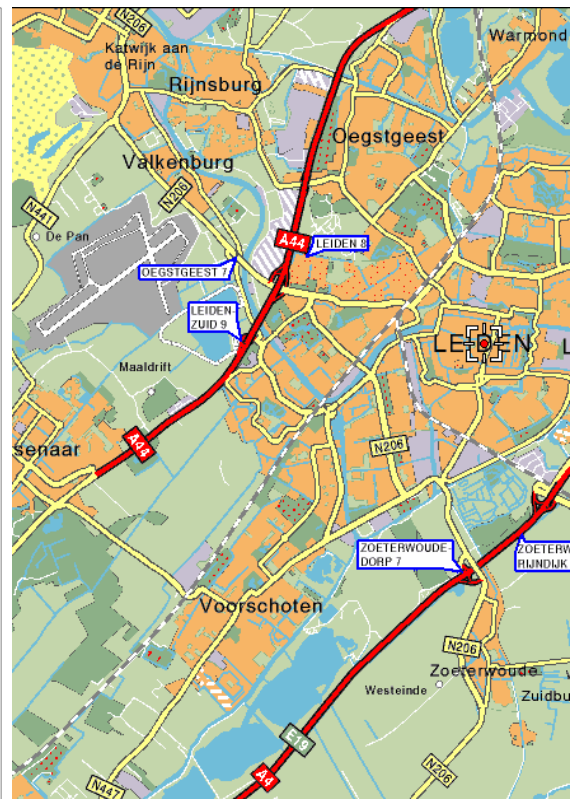 N206
Katwijk aan
de Rijn
Warmond
Rijnsburg
Oegstgeest
Valkenburg
N206
N441
De Pan
A44
LEIDEN 8
OEGSTGEEST 7
LEIDEN-
ZUID 9
LEIDEN
L
Maaldrift
A44
senaar
N206
ZOETERWOUDE-
DORP 7
ZOETERW
RIJNDIJK
Voorschoten
N206
Zoeterwoude
Westeinde
Zuidbu
E19
A4
N206
N447